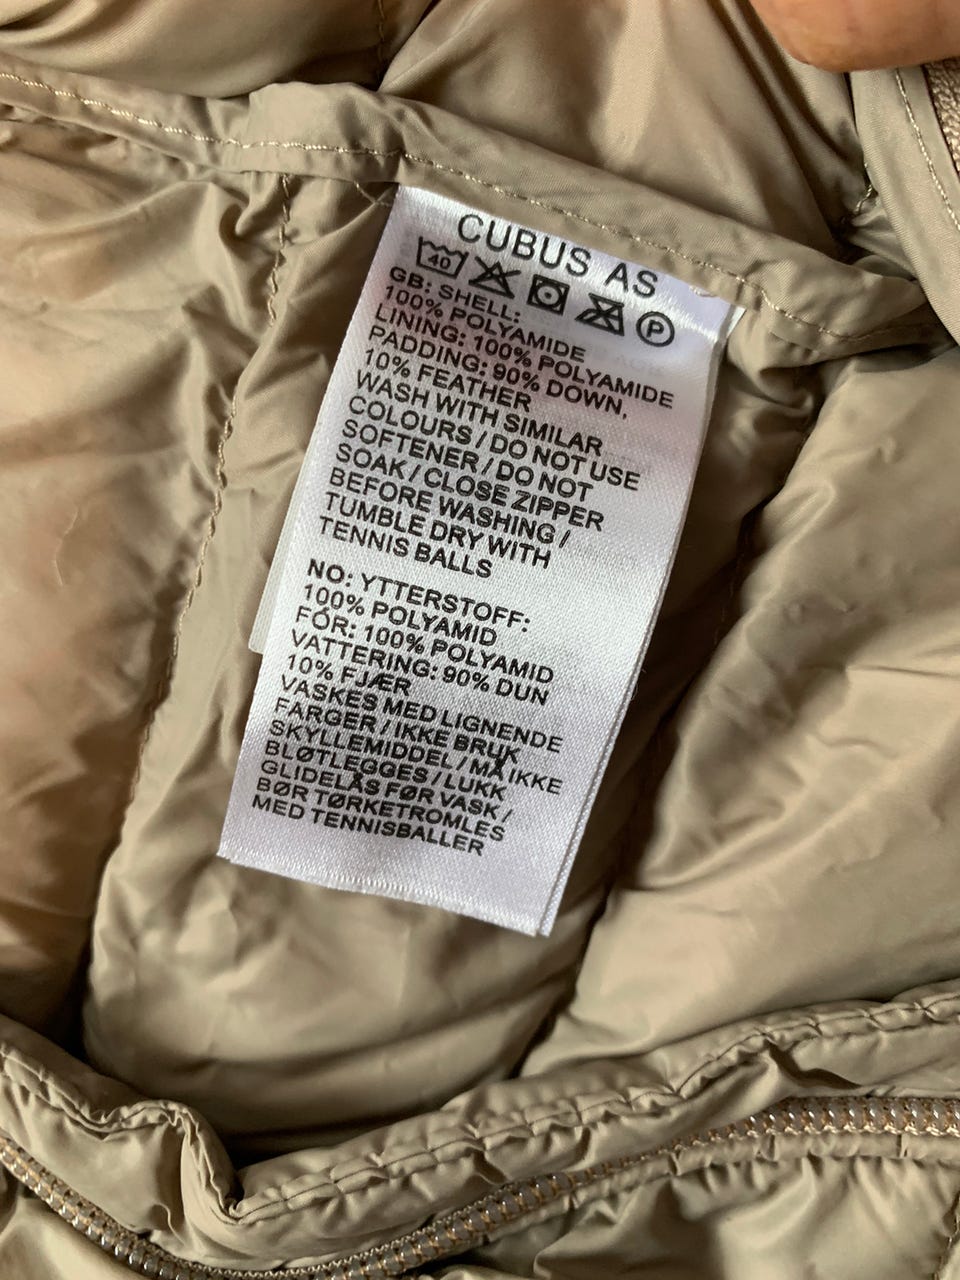 CUBUS AS
40 P
GB: SHELL:
100% POLYAMIDE
LINING: 100% POLYAMIDE
PADDING: 90% DOWN,
10% FEATHER
WASH WITH SIMILAR
COLOURS / DO NOT USE
SOFTENER / DO NOT
SOAK / CLOSE ZIPPER
BEFORE WASHING /
TUMBLE DRY WITH
TENNIS BALLS
NO: YTTERSTOFF:
100% POLYAMID
FÓR: 100% POLYAMID
VATTERING: 90% DUN
10% FJÆR
VASKES MED LIGNENDE
FARGER / IKKE BRUK
SKYLLEMIDDEL / MÅ IKKE
BLØTLEGGES / LUKK
GLIDELÅS FØR VASK /
BØR TØRKETROMLES
MED TENNISBALLER